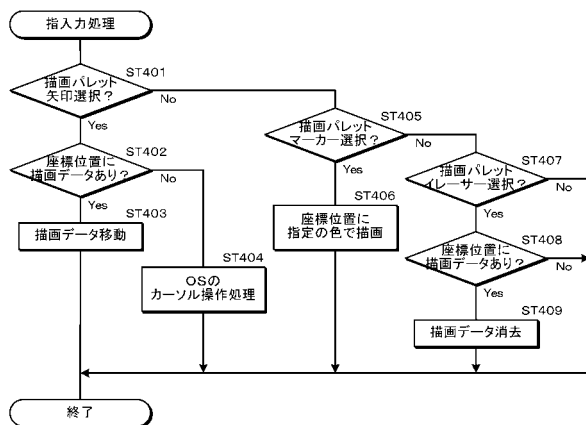 指入力処理
ST401
描画パレット
矢印選択？
No
Yes
ST402
座標位置に
描画データあり？
No
Yes
ST403
描画データ移動
ST404
OSの
カーソル操作処理
ST405
描画パレット
マーカー選択？
No
Yes
ST406
座標位置に
指定の色で描画
ST407
描画パレット
イレーサー選択？
No
Yes
ST408
座標位置に
描画データあり？
No
Yes
ST409
描画データ消去
終了